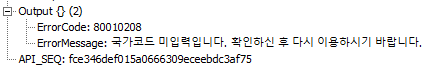 Output {} (2)
ErrorCode: 80010208
ErrorMessage: 국가코드 미입력입니다. 확인하신 후 다시 이용하시기 바랍니다.
API_SEQ: fce346def015a0666309eceebdc3af75